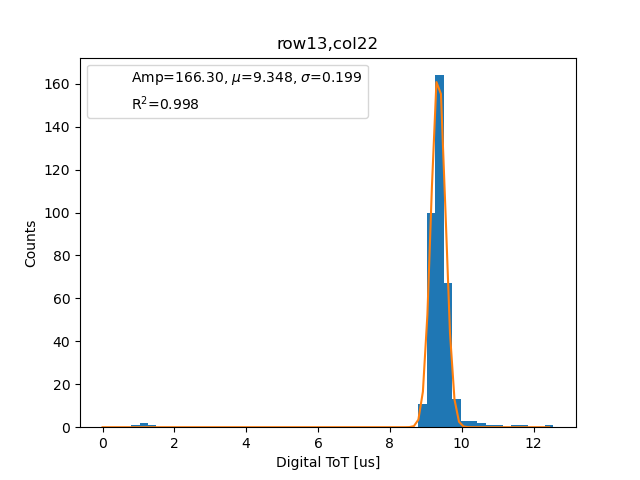 row13,col22
Amp=166.30, μ=9.348, σ=0.199
R²=0.998
160
140
120
100
80
60
40
20
0
Counts
0 2 4 6 8 10 12
Digital ToT [us]